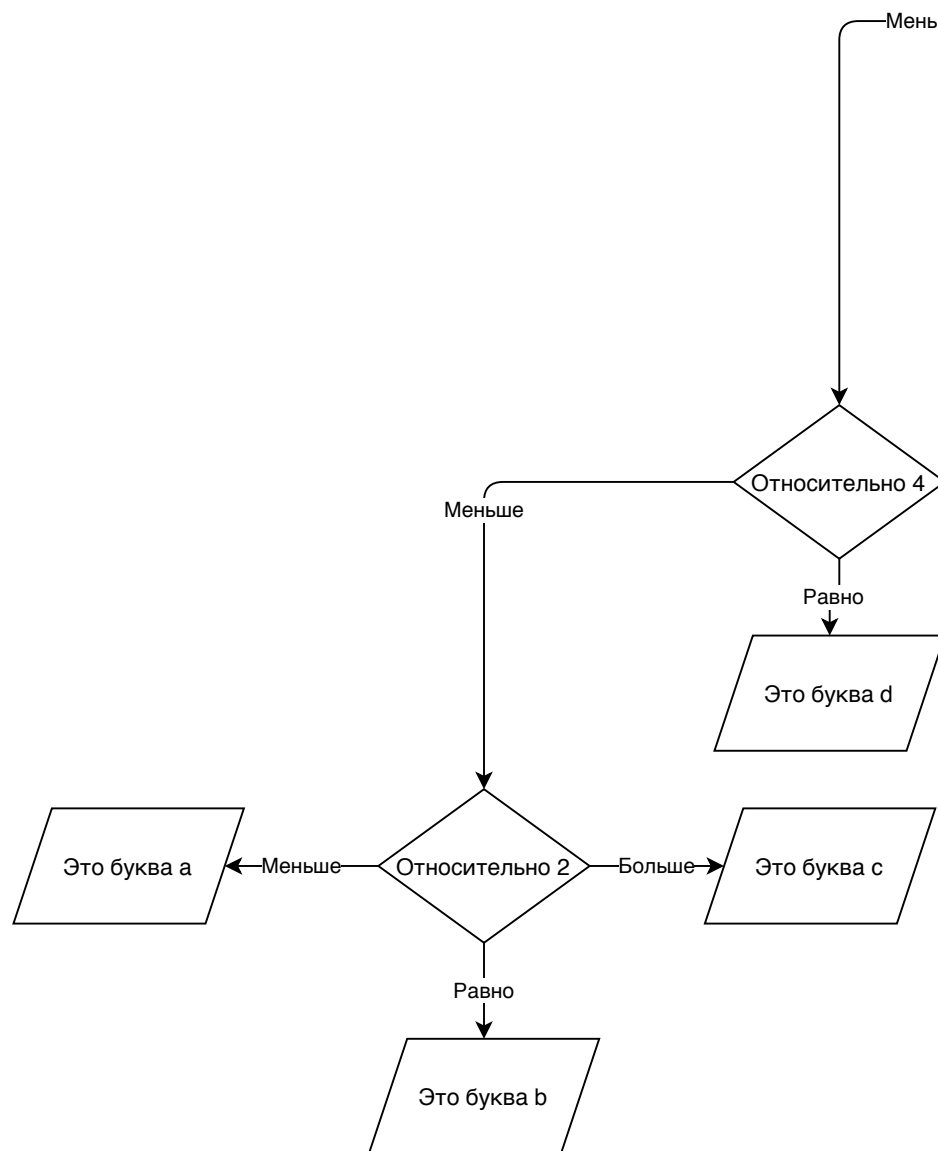 Мень
Относительно 4
Меньше
Равно
Это буква d
Это буква a
Меньше
Относительно 2
Больше
Это буква c
Равно
Это буква b